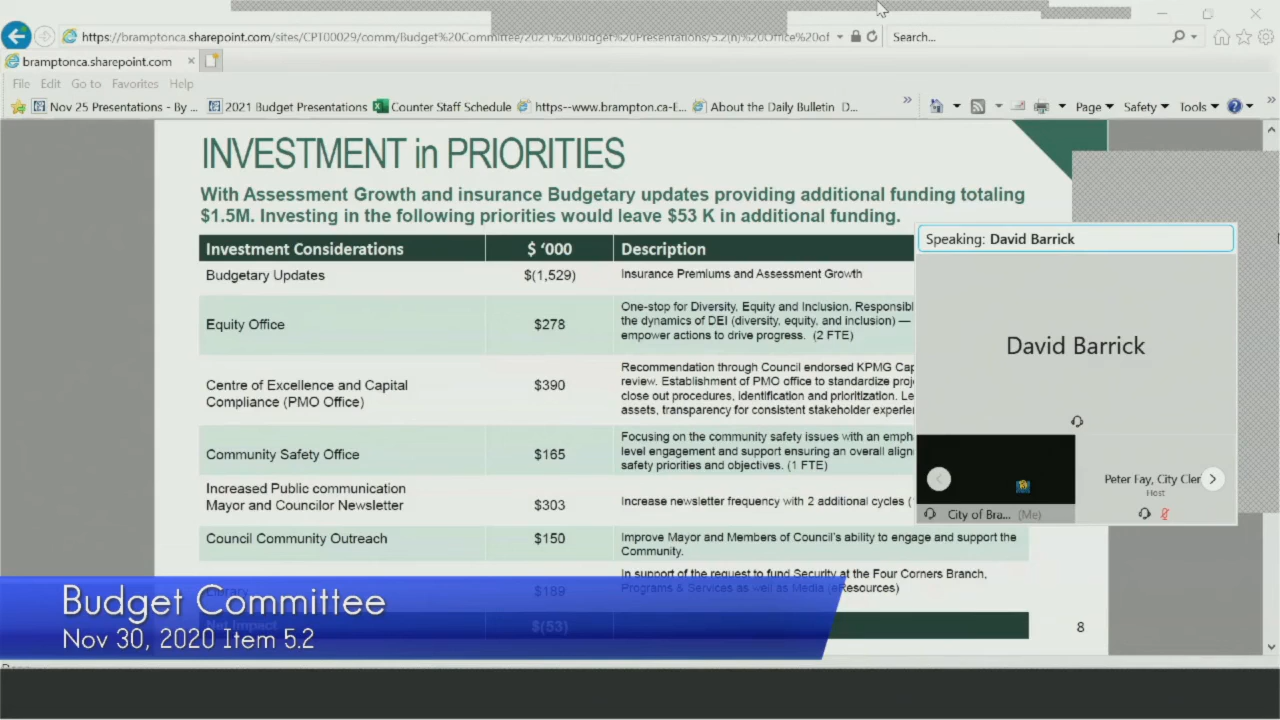 https://bramptonca.sharepoint.com/sites/CPT00029/comm/Budget%20Committee/2021%20Budget%20Presentations/5.2(h)%20Office%20of
Search...
bramptonca.sharepoint.com
File Edit Go to Favorites Help
Nov 25 Presentations - By ... 2021 Budget Presentations Counter Staff Schedule https--www.brampton.ca-E... About the Daily Bulletin D... Page Safety Tools
INVESTMENT in PRIORITIES
With Assessment Growth and insurance Budgetary updates providing additional funding totaling
$1.5M. Investing in the following priorities would leave $53 K in additional funding.
Investment Considerations $ '000 Description
Budgetary Updates $(1,529) Insurance Premiums and Assessment Growth
Equity Office $278
One-stop for Diversity, Equity and Inclusion. Responsibl
the dynamics of DEI (diversity, equity, and inclusion) —
empower actions to drive progress. (2 FTE)
Centre of Excellence and Capital
Compliance (PMO Office)
$390
Recommendation through Council endorsed KPMG Cap
review. Establishment of PMO office to standardize proj
close out procedures, identification and prioritization. Le
assets, transparency for consistent stakeholder experien
Community Safety Office $165
Focusing on the community safety issues with an emph
level engagement and support ensuring an overall align
safety priorities and objectives. (1 FTE)
Increased Public communication
Mayor and Councilor Newsletter
$303
Increase newsletter frequency with 2 additional cycles (
Council Community Outreach $150
Improve Mayor and Members of Council's ability to engage and support the
Community.
Library $189
In support of the request to fund Security at the Four Corners Branch,
Programs & Services as well as Media (eResources)
Net Impact $(53)
8
Speaking: David Barrick
David Barrick
City of Bra... (Me)
Peter Fay, City Cler
Host
Budget Committee
Nov 30, 2020 Item 5.2